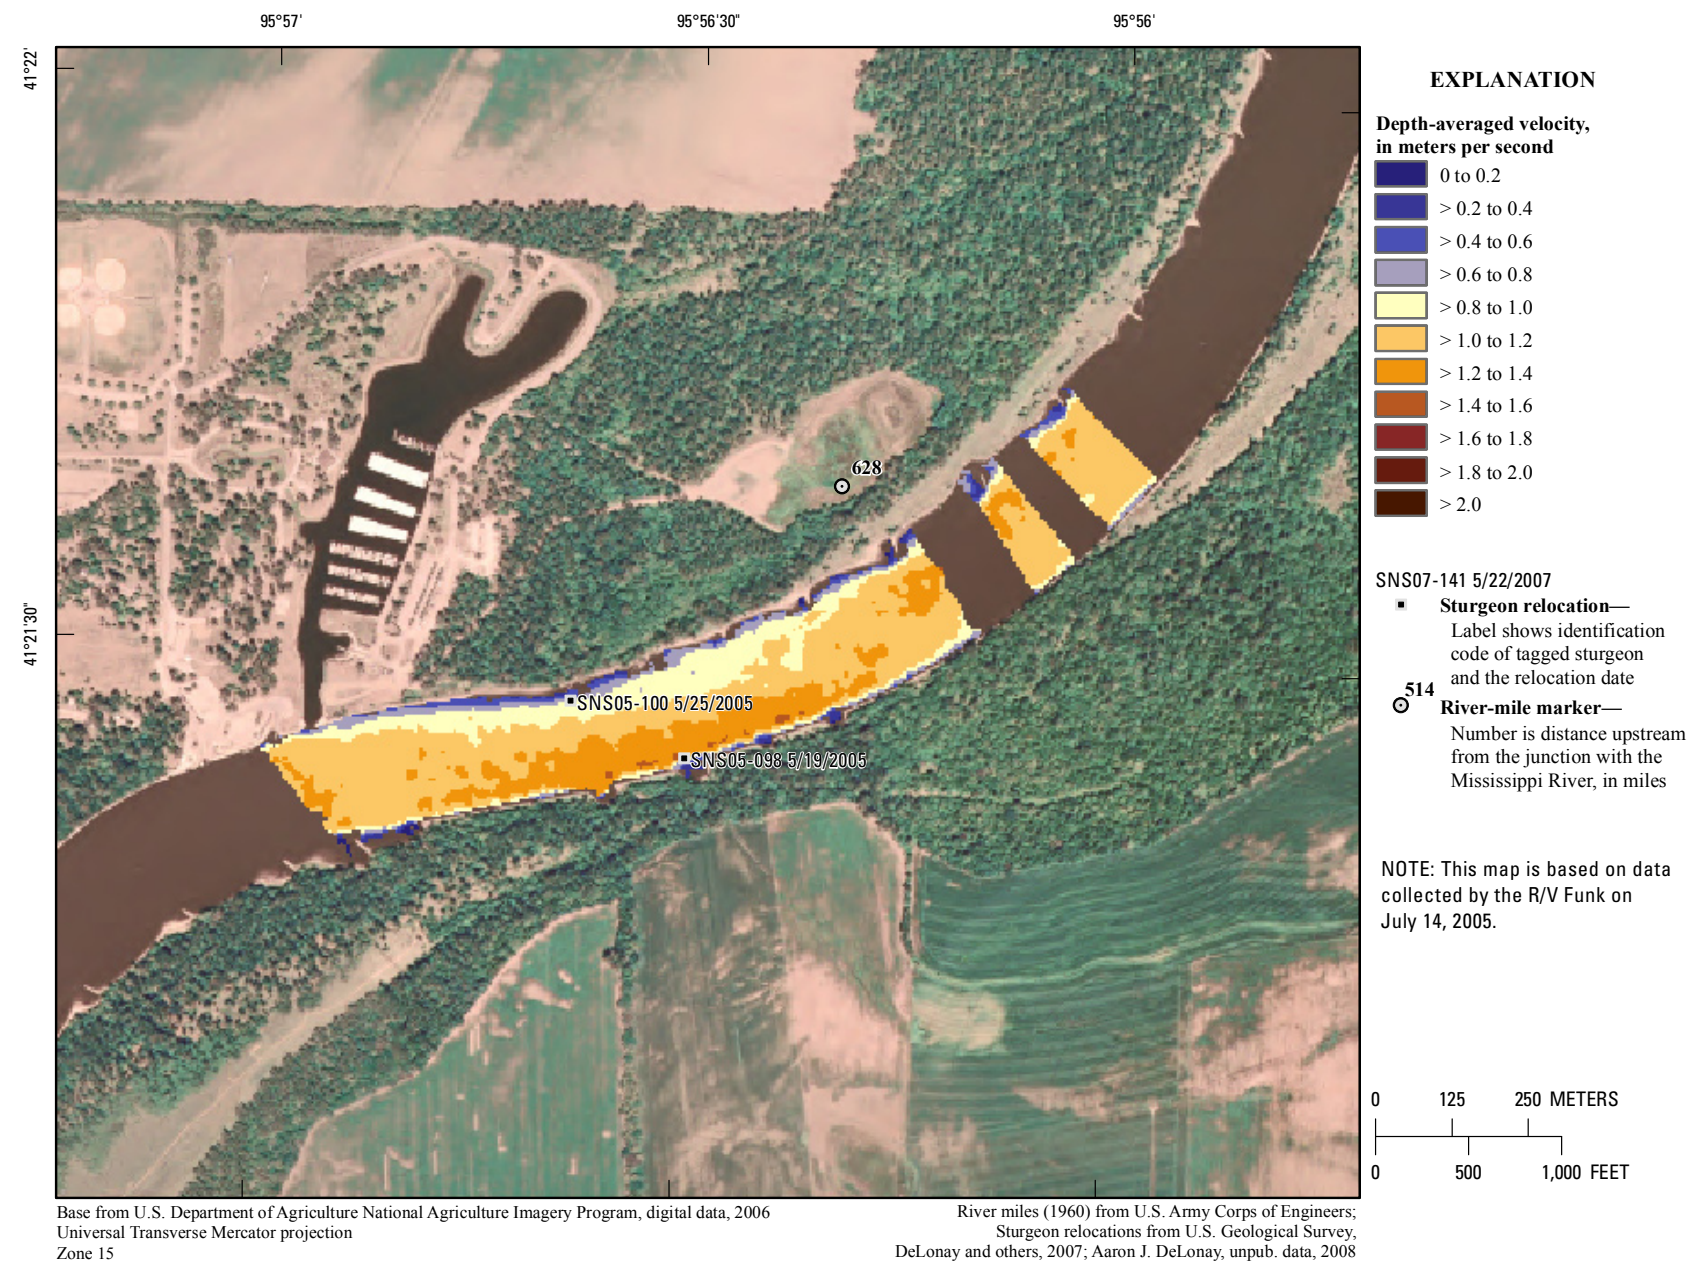 95°57'
95°56'30"
95°56'
41°22'
41°21'30"
628
SNS05-100 5/25/2005
SNS05-098 5/19/2005
EXPLANATION
Depth-averaged velocity,
in meters per second
0 to 0.2
> 0.2 to 0.4
> 0.4 to 0.6
> 0.6 to 0.8
> 0.8 to 1.0
> 1.0 to 1.2
> 1.2 to 1.4
> 1.4 to 1.6
> 1.6 to 1.8
> 1.8 to 2.0
> 2.0
SNS07-141 5/22/2007
Sturgeon relocation—
Label shows identification
code of tagged sturgeon
and the relocation date
514
River-mile marker—
Number is distance upstream
from the junction with the
Mississippi River, in miles
NOTE: This map is based on data
collected by the R/V Funk on
July 14, 2005.
0 125 250 METERS
0 500 1,000 FEET
Base from U.S. Department of Agriculture National Agriculture Imagery Program, digital data, 2006
Universal Transverse Mercator projection
Zone 15
River miles (1960) from U.S. Army Corps of Engineers;
Sturgeon relocations from U.S. Geological Survey,
DeLonay and others, 2007; Aaron J. DeLonay, unpub. data, 2008